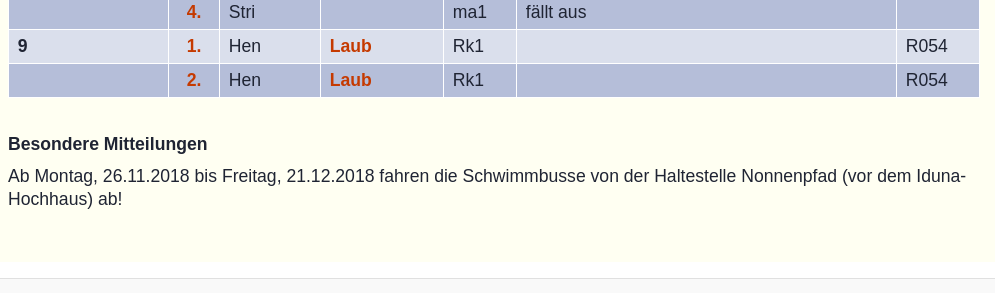 4. Stri ma1 fällt aus
9 1. Hen Laub Rk1 R054
2. Hen Laub Rk1 R054
Besondere Mitteilungen
Ab Montag, 26.11.2018 bis Freitag, 21.12.2018 fahren die Schwimmbusse von der Haltestelle Nonnenpfad (vor dem Iduna-
Hochhaus) ab!